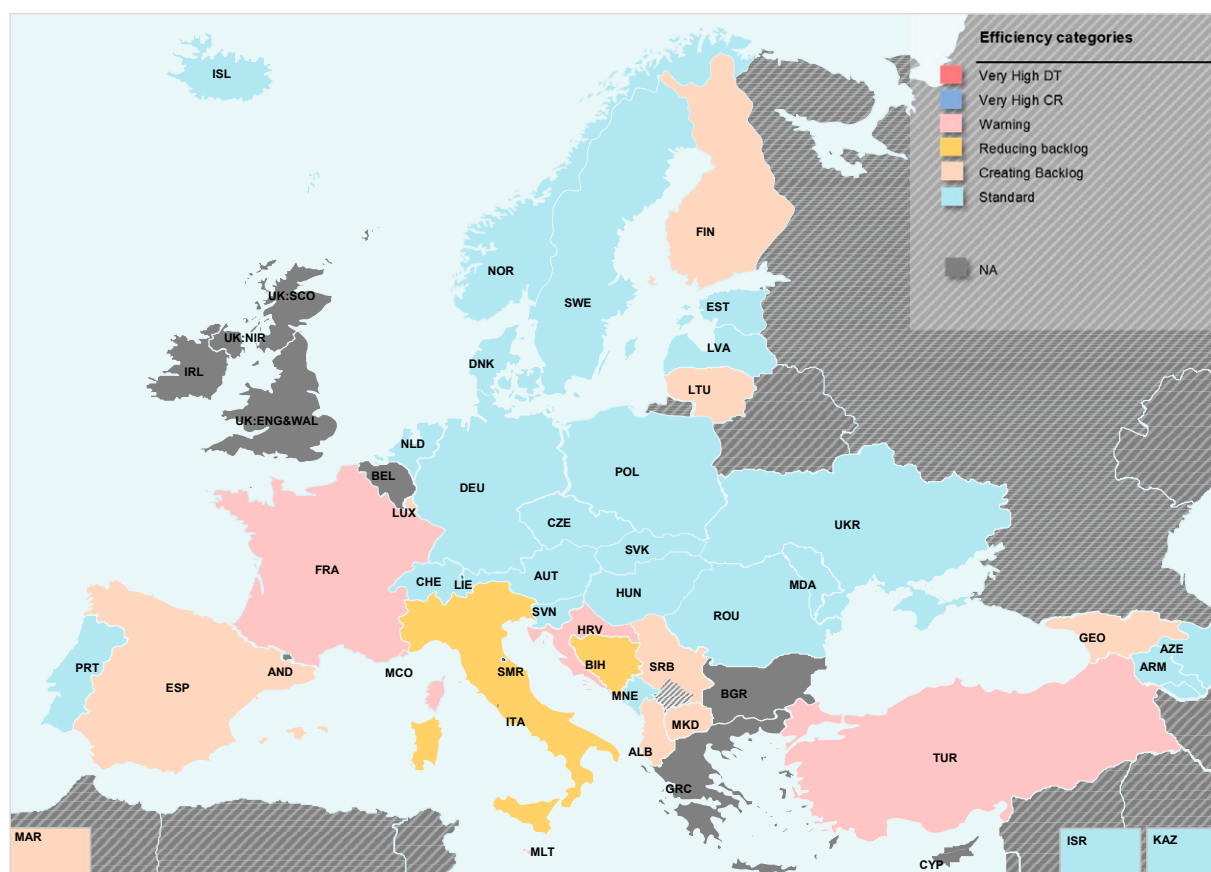 Efficiency categories
Very High DT
Very High CR
Warning
Reducing backlog
Creating Backlog
Standard
NA
ISL
FIN
NOR
SWE
UK:SCO
EST
UK:NIR
LVA
DNK
IRL
LTU
UK:ENG&WAL
NLD
BEL
POL
DEU
LUX
CZE
UKR
SVK
FRA
AUT
CHE
LIE
MDA
HUN
SVN
ROU
HRV
GEO
AZE
PRT
BIH
SRB
ARM
AND
MCO
SMR
ESP
MNE
BGR
ITA
MKD
ALB
TUR
GRC
MAR
ISR
KAZ
MLT
CYP